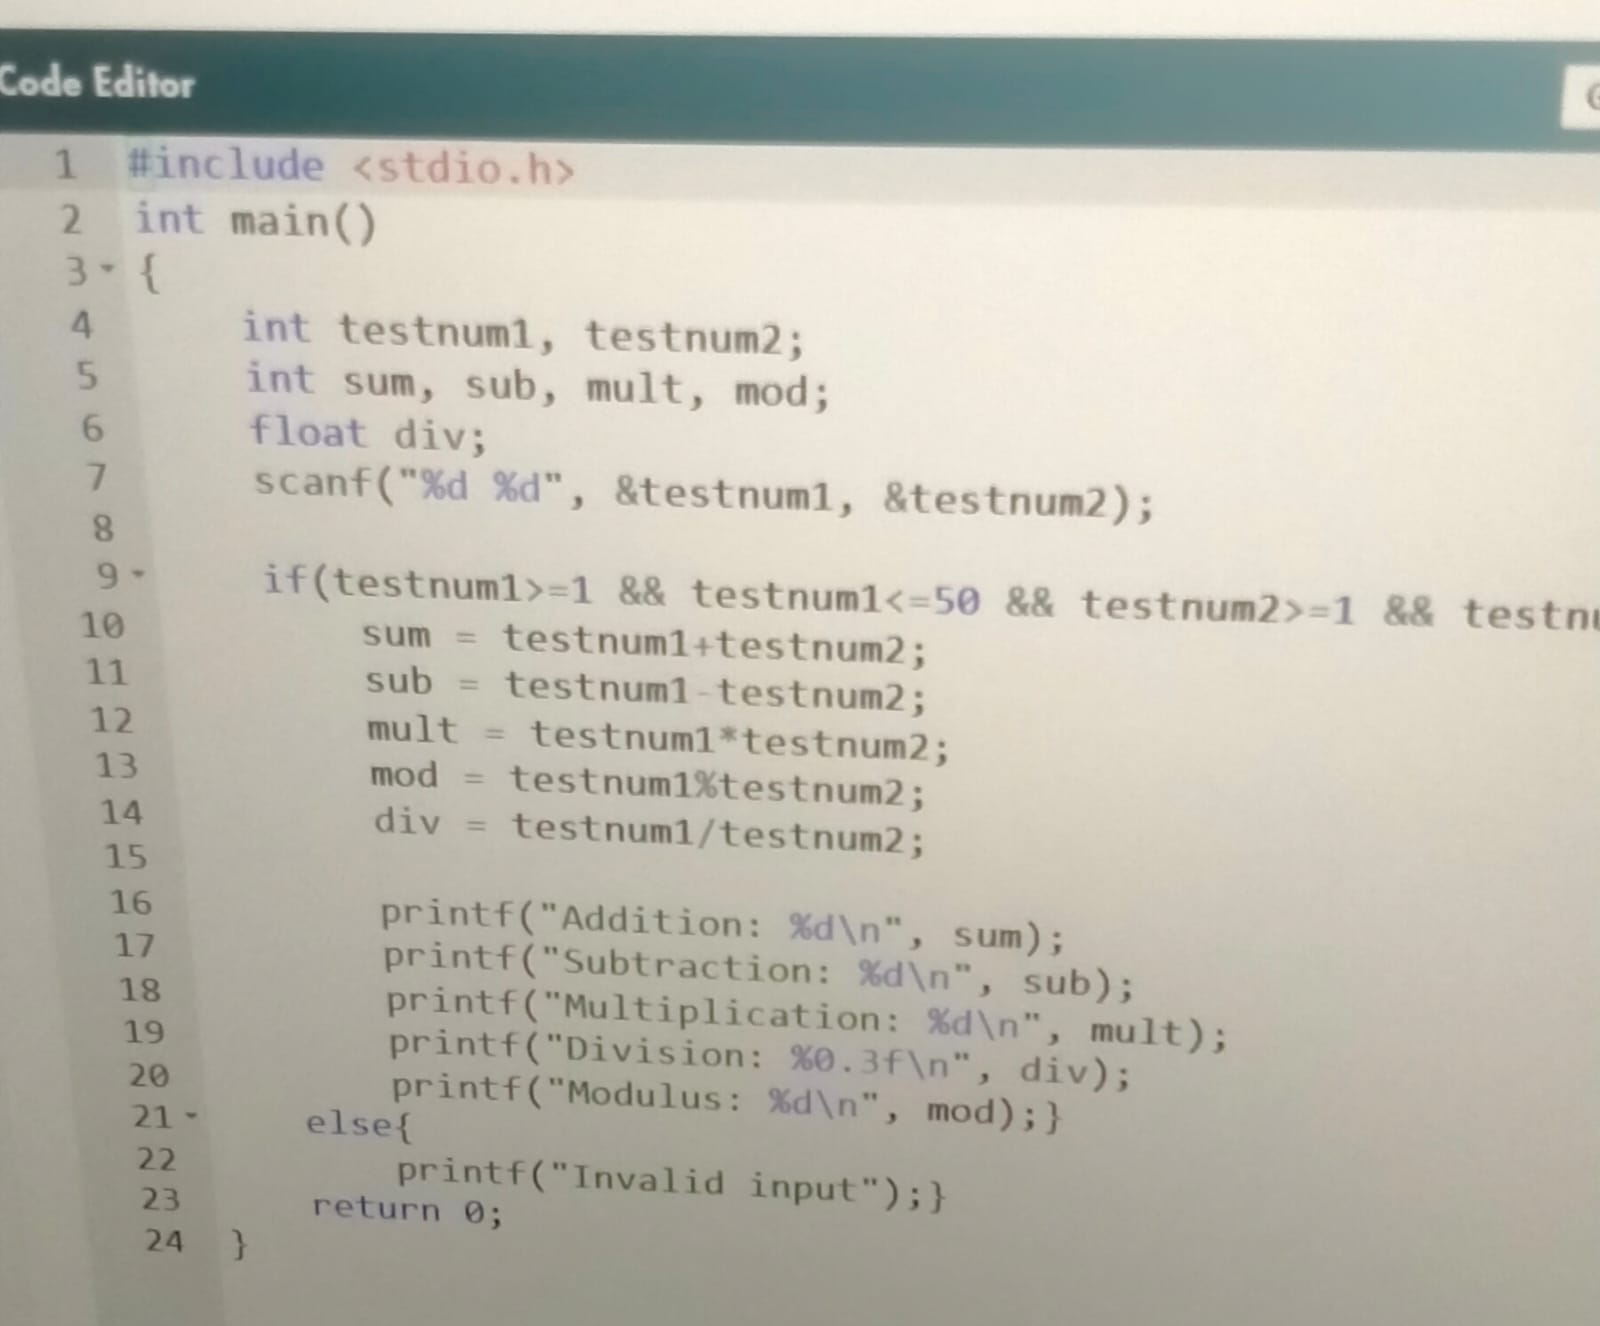 Code Editor
1 #include <stdio.h>
2 int main()
3 {
4 int testnum1, testnum2;
5 int sum, sub, mult, mod;
6 float div;
7 scanf("%d %d", &testnum1, &testnum2);
8
9 if(testnum1>=1 && testnum1<=50 && testnum2>=1 &&
10 sum = testnum1+testnum2;
11 sub = testnum1-testnum2;
12 mult = testnum1*testnum2;
13 mod = testnum1%testnum2;
14 div = testnum1/testnum2;
15
16 printf("Addition: %d\n", sum);
17 printf("Subtraction: %d\n", sub);
18 printf("Multiplication: %d\n", mult);
19 printf("Division: %0.3f\n", div);
20 printf("Modulus: %d\n", mod);}
21 else{
22 printf("Invalid input");}
23 return 0;
24 }